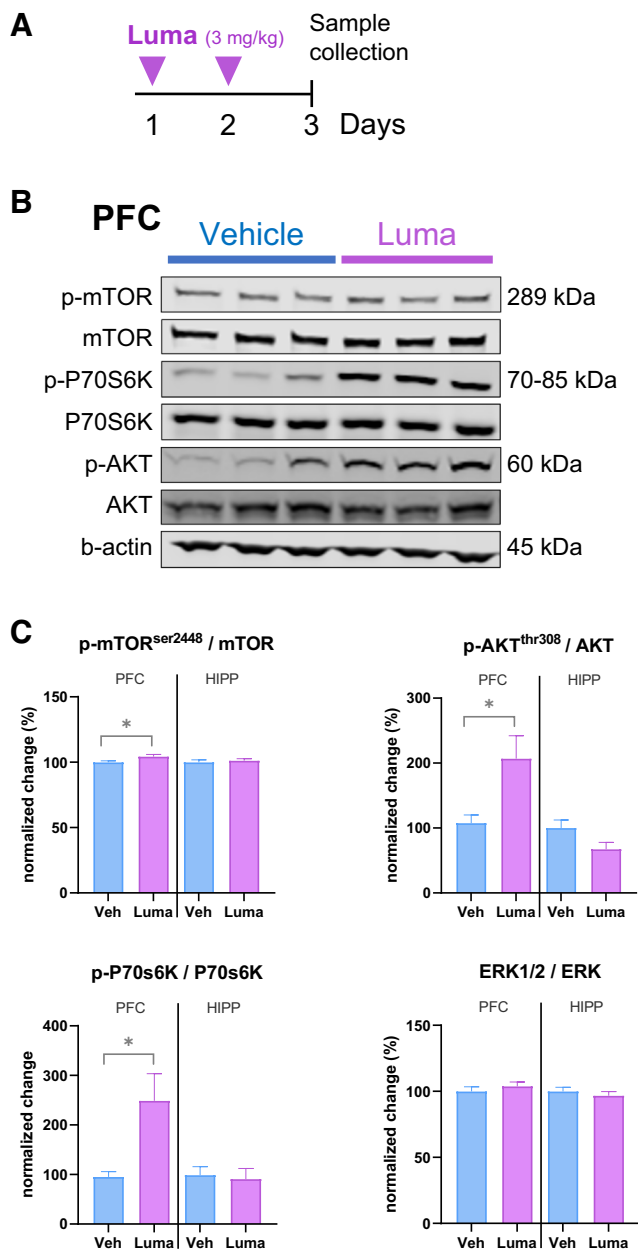 A
Luma (3 mg/kg)
Sample
collection
1 2 3 Days
B
PFC
Vehicle Luma
p-mTOR 289 kDa
mTOR
p-P70S6K 70-85 kDa
P70S6K
p-AKT 60 kDa
AKT
b-actin 45 kDa
C
p-mTORser2448 / mTOR
PFC HIPP
normalized change (%)
150
100
50
0
*
Veh Luma Veh Luma
p-AKTthr308 / AKT
PFC HIPP
normalized change (%)
300
200
100
0
*
Veh Luma Veh Luma
p-P70s6K / P70s6K
PFC HIPP
normalized change
400
300
200
100
0
*
Veh Luma Veh Luma
ERK1/2 / ERK
PFC HIPP
normalized change (%)
150
100
50
0
Veh Luma Veh Luma